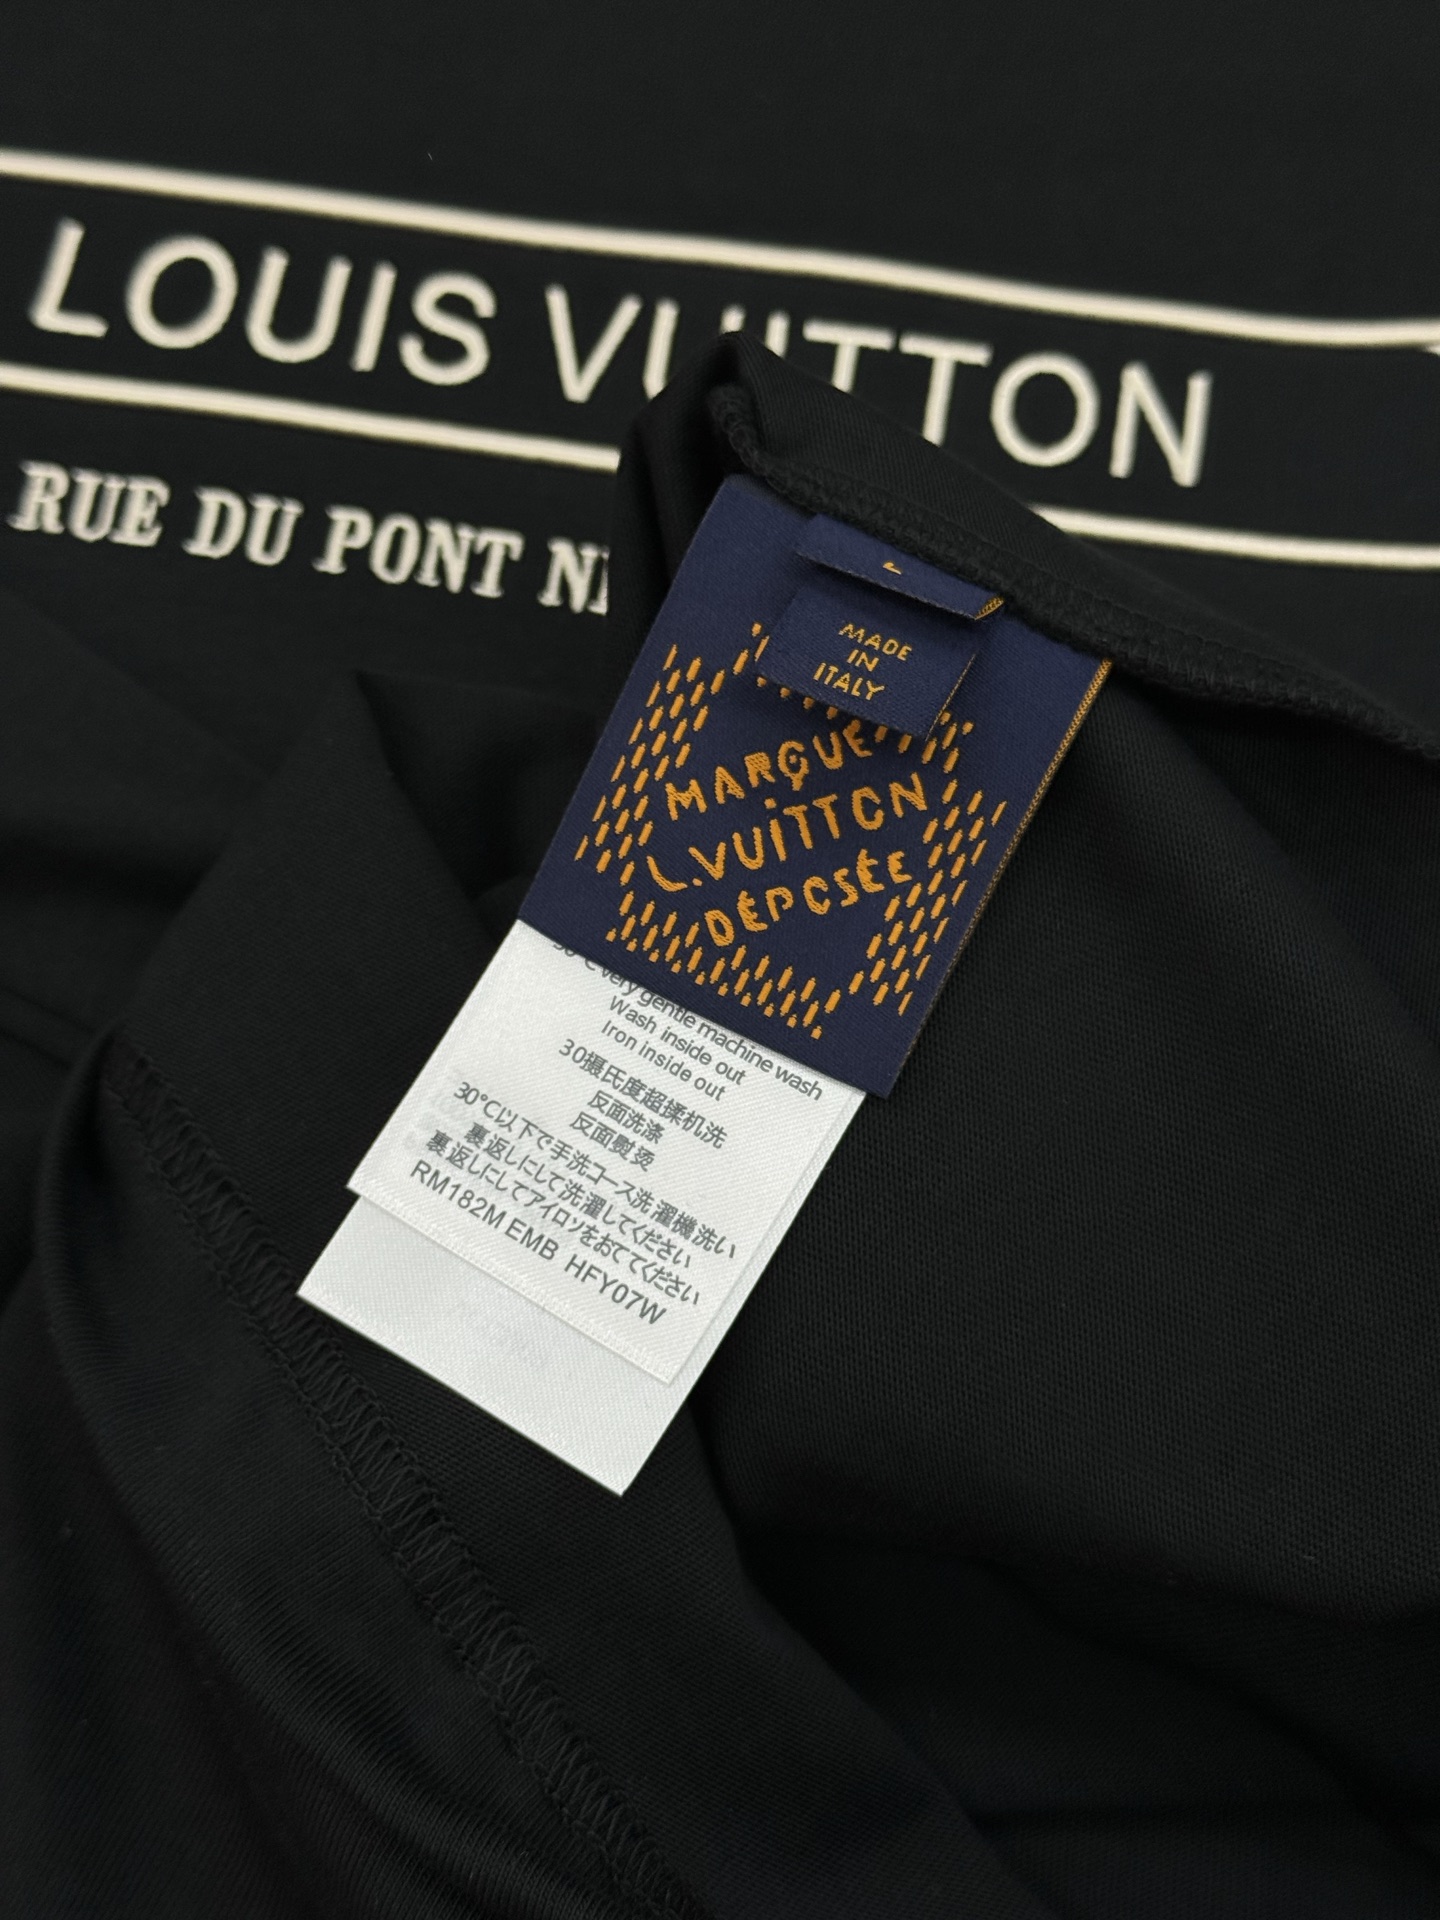 LOUIS VUITTON
RUE DU PONT
L
MADE
IN
ITALY
MARQUE
L.VUITTON
DÉPOSÉE
30°C very gentle machine wash
Wash inside out
Iron inside out
30摄氏度超揉机洗
反面洗涤
反面熨烫
30°C以下で手洗コース洗濯機洗い
裏返しにして洗濯してください
裏返しにしてアイロンをおててください
RM182M EMB HFY07W